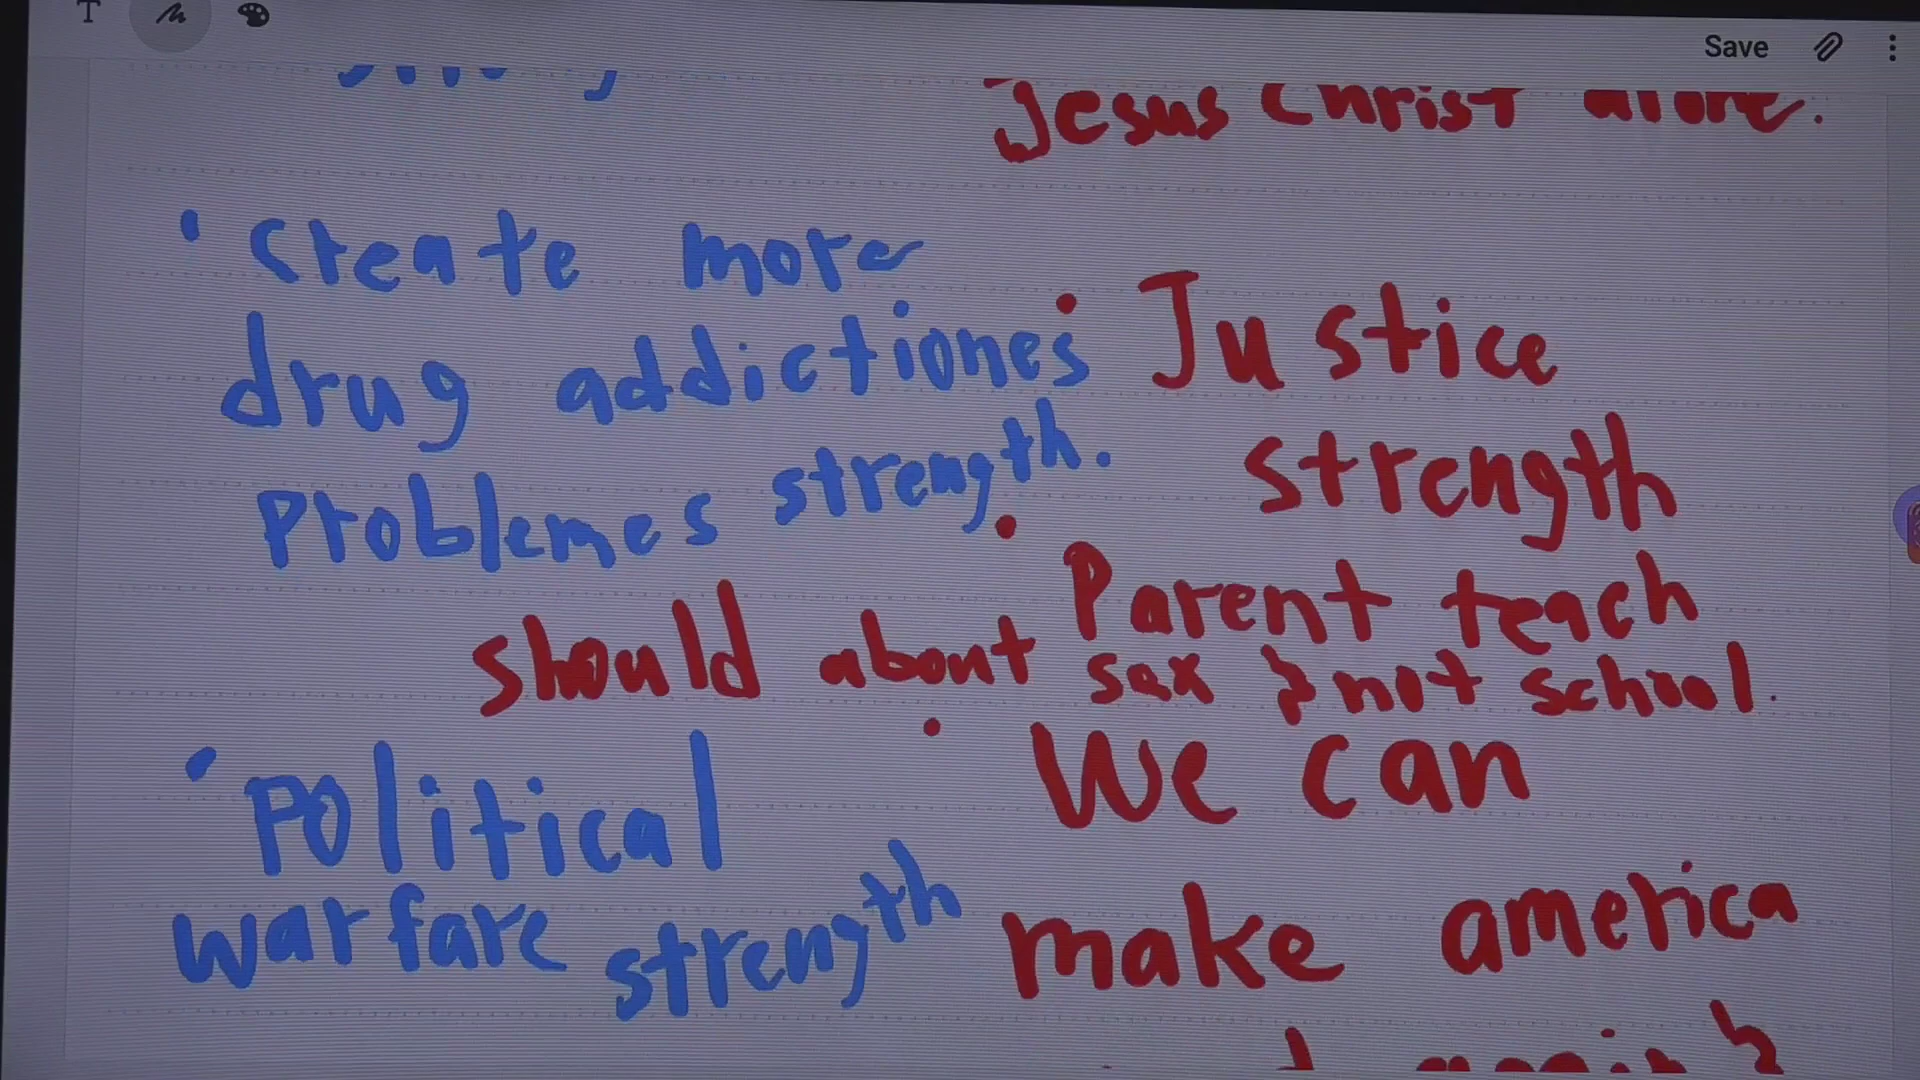 T
Save
Jesus Christ alone.
• Create more
drug addictiones
Problemes strength.
• Justice
strength
• Parent teach
should about sax & not school.
• Political
warfare strength
• We can
make america